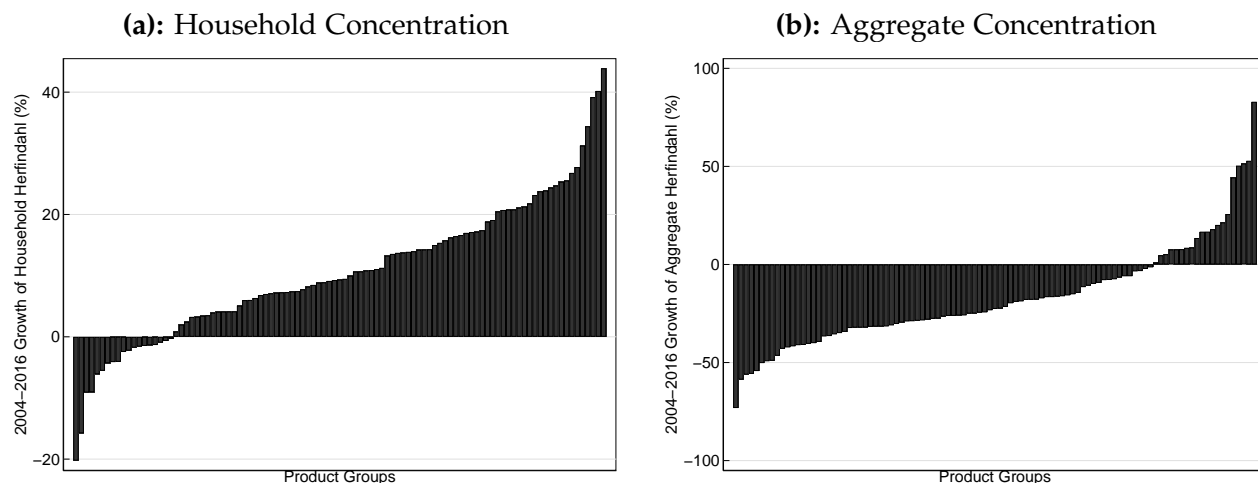 (a): Household Concentration
2004−2016 Growth of Household Herfindahl (%)
40
20
0
−20
Product Groups
(b): Aggregate Concentration
2004−2016 Growth of Aggregate Herfindahl (%)
100
50
0
−50
−100
Product Groups